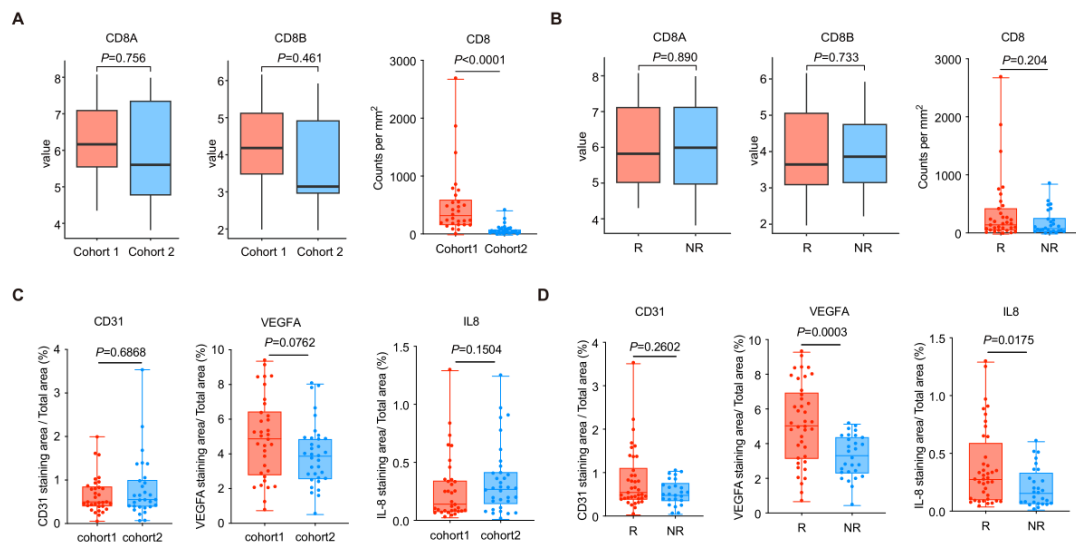 A
CD8A
P=0.756
value
8
7
6
5
4
Cohort 1
Cohort 2
CD8B
P=0.461
value
6
5
4
3
2
Cohort 1
Cohort 2
CD8
P<0.0001
Counts per mm²
3000
2000
1000
0
Cohort1
Cohort2
B
CD8A
P=0.890
value
8
7
6
5
4
R
NR
CD8B
P=0.733
value
6
5
4
3
2
R
NR
CD8
P=0.204
Counts per mm²
3000
2000
1000
0
R
NR
C
CD31
P=0.6868
CD31 staining area / Total area (%)
4
3
2
1
0
cohort1
cohort2
VEGFA
P=0.0762
VEGFA staining area/ Total area (%)
10
8
6
4
2
0
cohort1
cohort2
IL8
P=0.1504
IL-8 staining area / Total area (%)
1.5
1.0
0.5
0.0
cohort1
cohort2
D
CD31
P=0.2602
CD31 staining area / Total area (%)
4
3
2
1
0
R
NR
VEGFA
P=0.0003
VEGFA staining area/ Total area (%)
10
8
6
4
2
0
R
NR
IL8
P=0.0175
IL-8 staining area / Total area (%)
1.5
1.0
0.5
0.0
R
NR